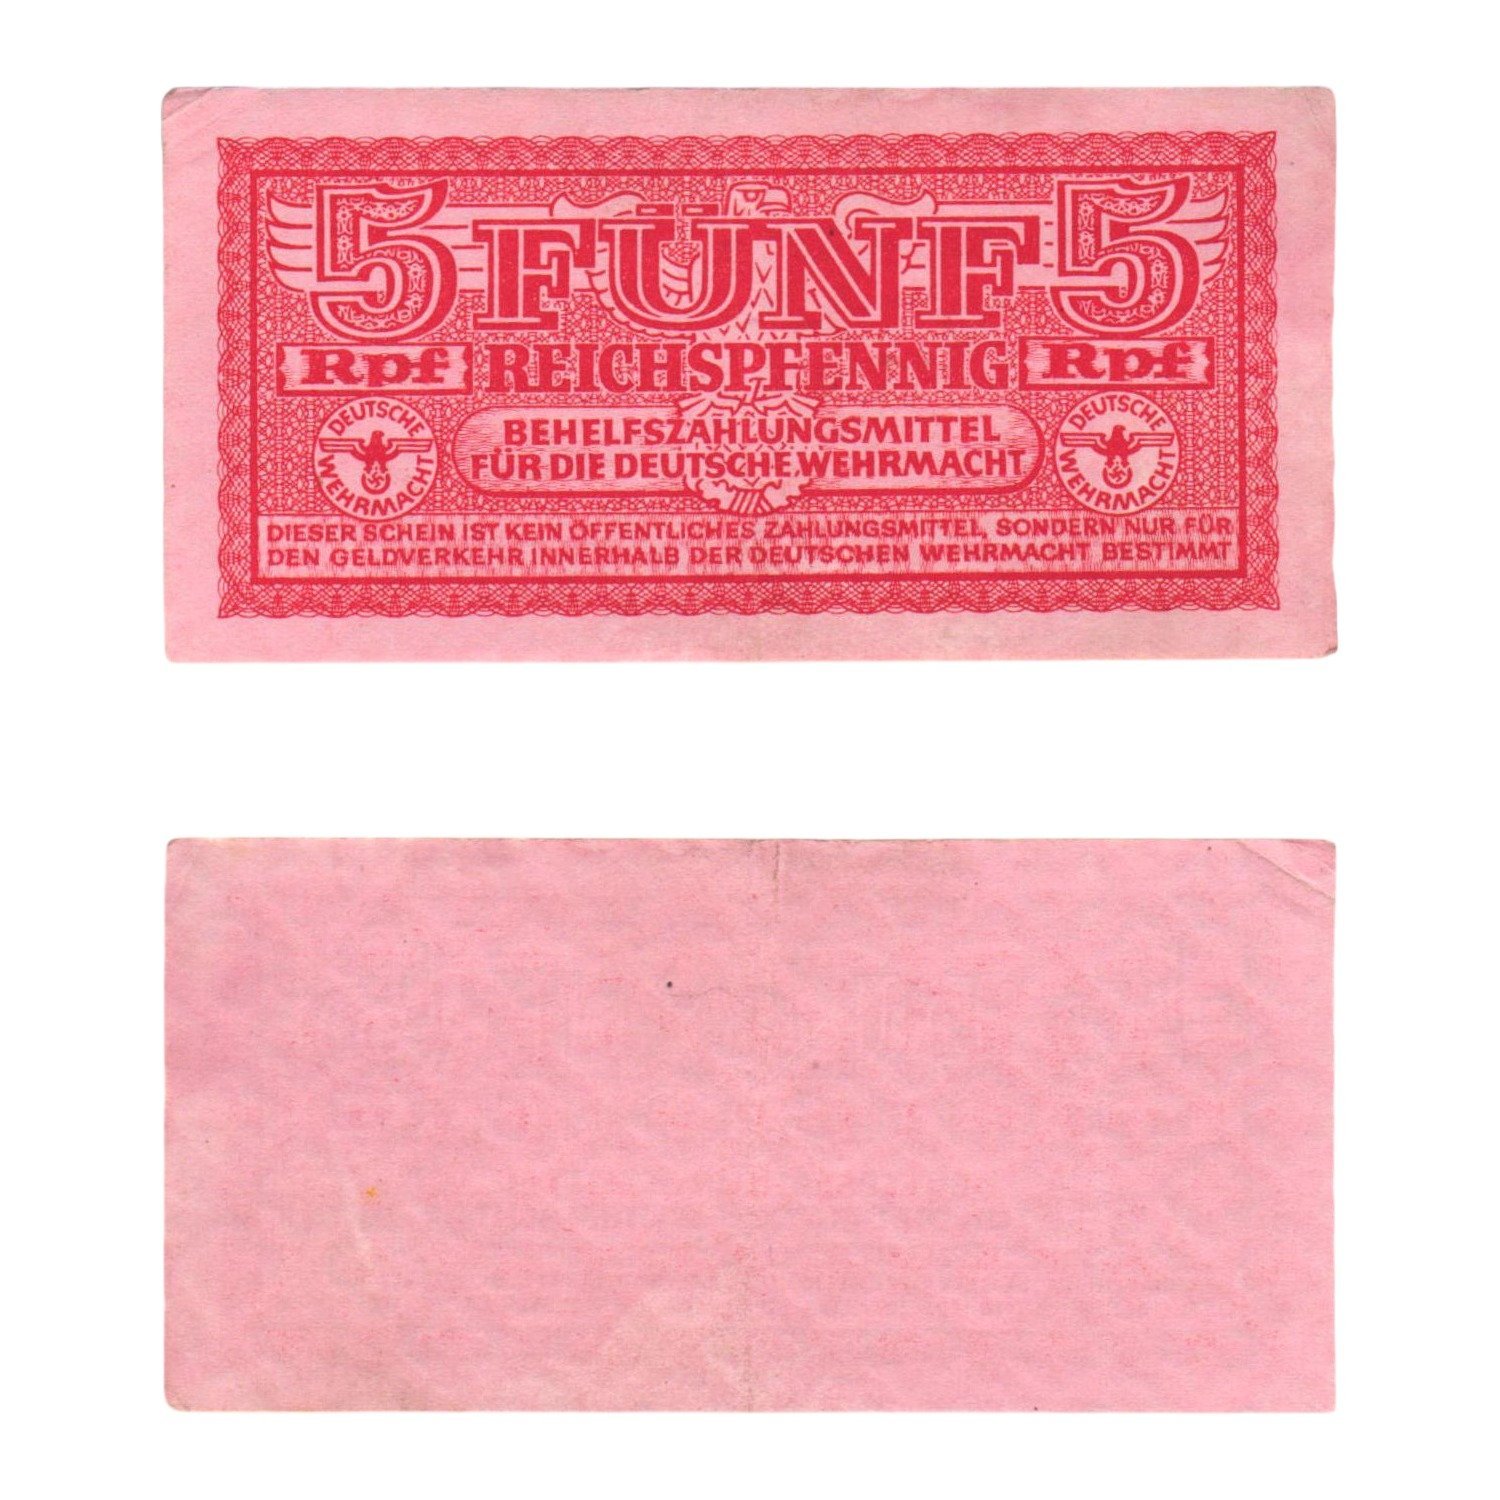 5 FÜNF 5
Rpf REICHSPFENNIG Rpf
DEUTSCHE WEHRMACHT
BEHELFSZAHLUNGSMITTEL
FÜR DIE DEUTSCHE WEHRMACHT
DEUTSCHE WEHRMACHT
DIESER SCHEIN IST KEIN ÖFFENTLICHES ZAHLUNGSMITTEL, SONDERN NUR FÜR
DEN GELDVERKEHR INNERHALB DER DEUTSCHEN WEHRMACHT BESTIMMT